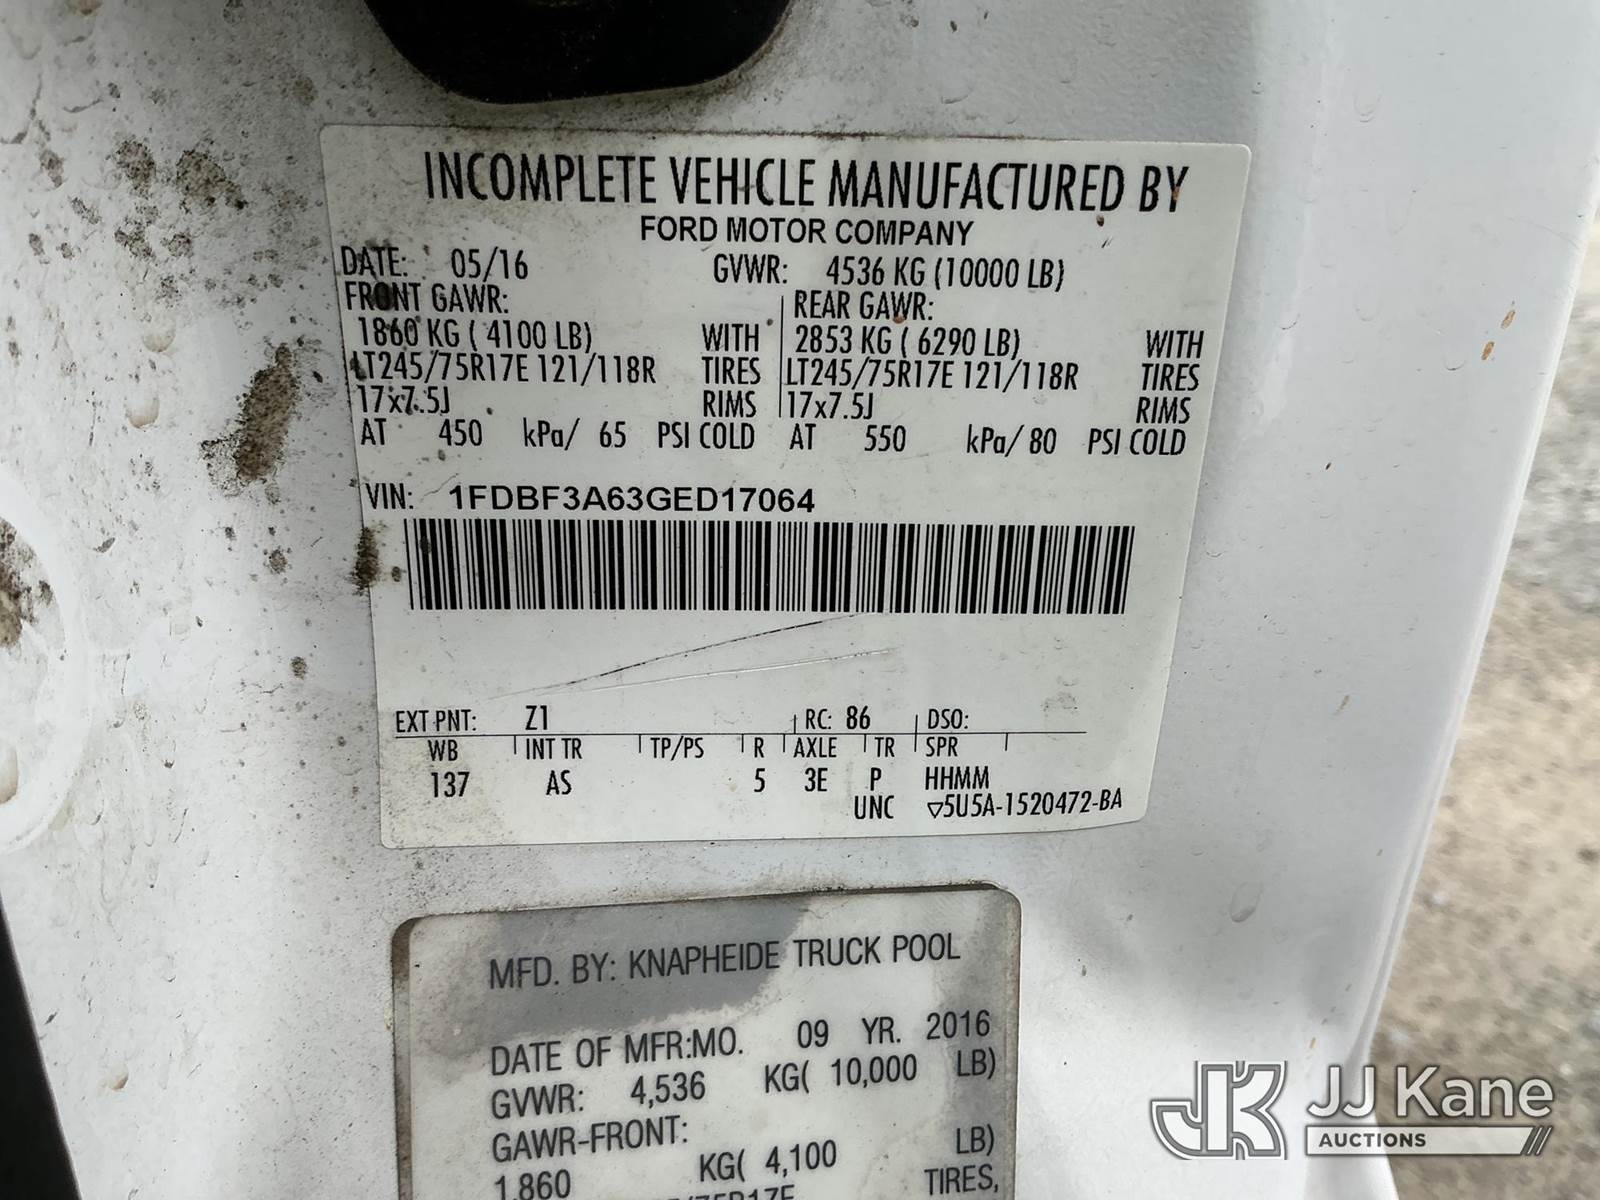 INCOMPLETE VEHICLE MANUFACTURED BY
FORD MOTOR COMPANY
DATE: 05/16 GVWR: 4536 KG (10000 LB)
FRONT GAWR: REAR GAWR:
1860 KG ( 4100 LB) WITH 2853 KG ( 6290 LB) WITH
LT245/75R17E 121/118R TIRES LT245/75R17E 121/118R TIRES
17x7.5J RIMS 17x7.5J RIMS
AT 450 kPa/ 65 PSI COLD AT 550 kPa/ 80 PSI COLD
VIN: 1FDBF3A63GED17064
EXT PNT: Z1 RC: 86 DSO:
WB INT TR TP/PS R AXLE TR SPR
137 AS 5 3E P HHMM
UNC ▽5U5A-1520472-BA
MFD. BY: KNAPHEIDE TRUCK POOL
DATE OF MFR:MO. 09 YR. 2016
GVWR: 4,536 KG( 10,000 LB)
GAWR-FRONT:
1,860 KG( 4,100 LB)
TIRES,
JK JJ Kane
AUCTIONS